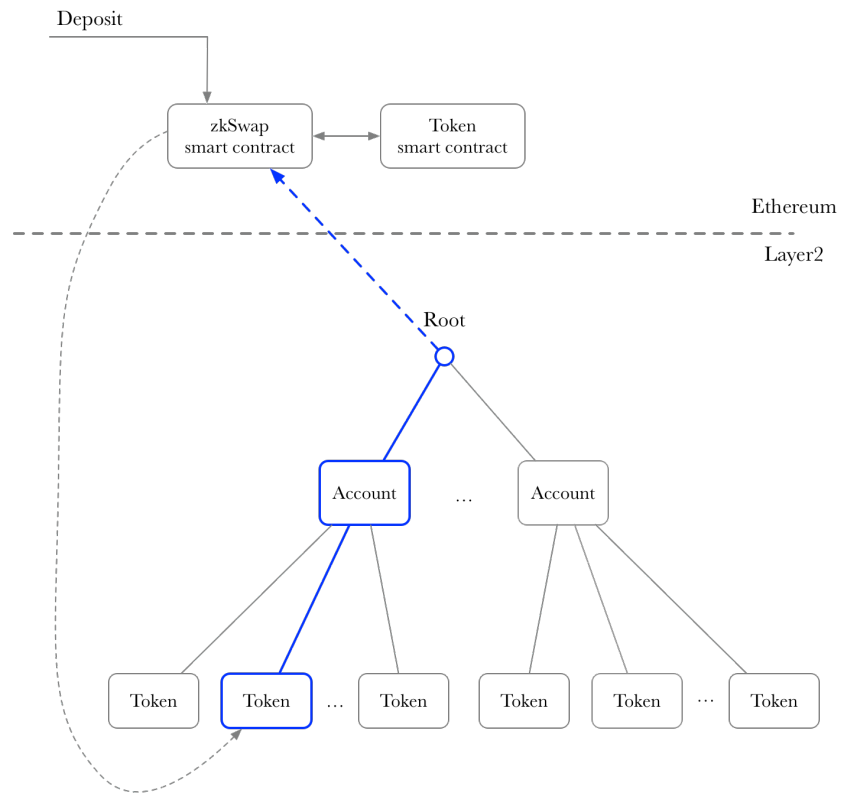 Deposit
zkSwap
smart contract
Token
smart contract
Ethereum
Layer2
Root
Account
...
Account
Token
Token
...
Token
Token
Token
...
Token